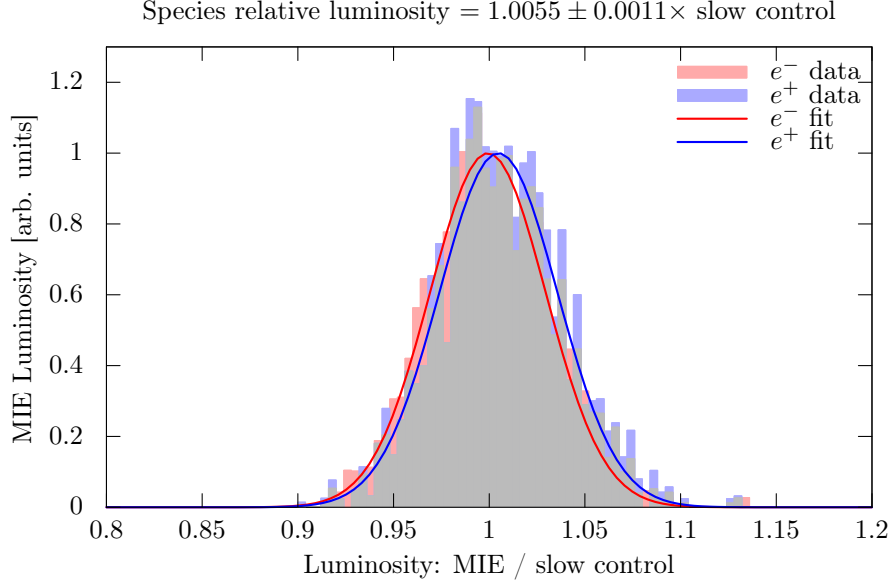 Species relative luminosity = 1.0055 ± 0.0011× slow control
MIE Luminosity [arb. units]
1.2
1
0.8
0.6
0.4
0.2
0
e⁻ data
e⁺ data
e⁻ fit
e⁺ fit
0.8 0.85 0.9 0.95 1 1.05 1.1 1.15 1.2
Luminosity: MIE / slow control